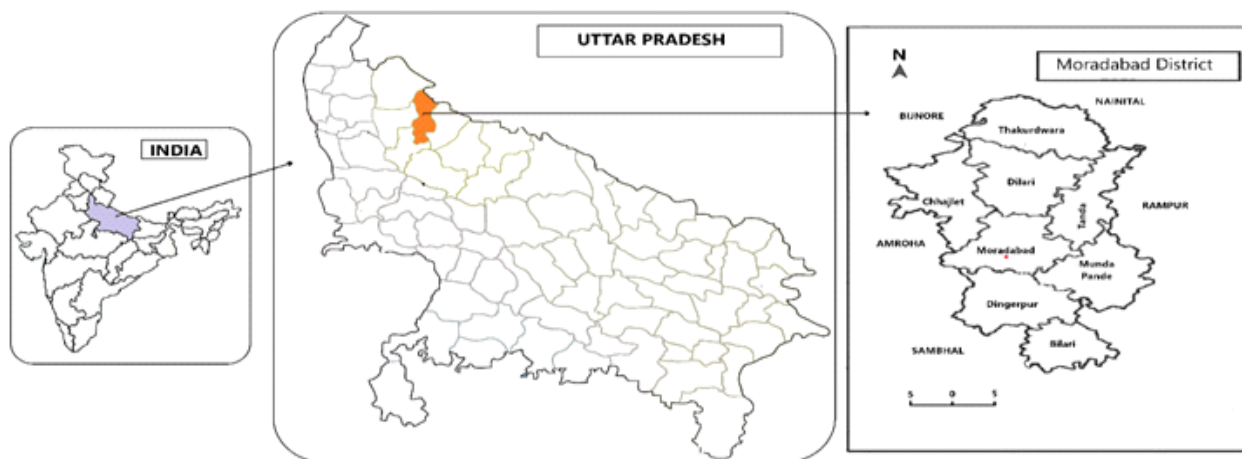 INDIA
UTTAR PRADESH
N
Moradabad District
NAINITAL
BIJNORE
Thakurdwara
Dilari
Chhajlet
Tanda
RAMPUR
AMROHA
Moradabad
Munda
Pande
Dingerpur
SAMBHAL
Bilari
5 0 5